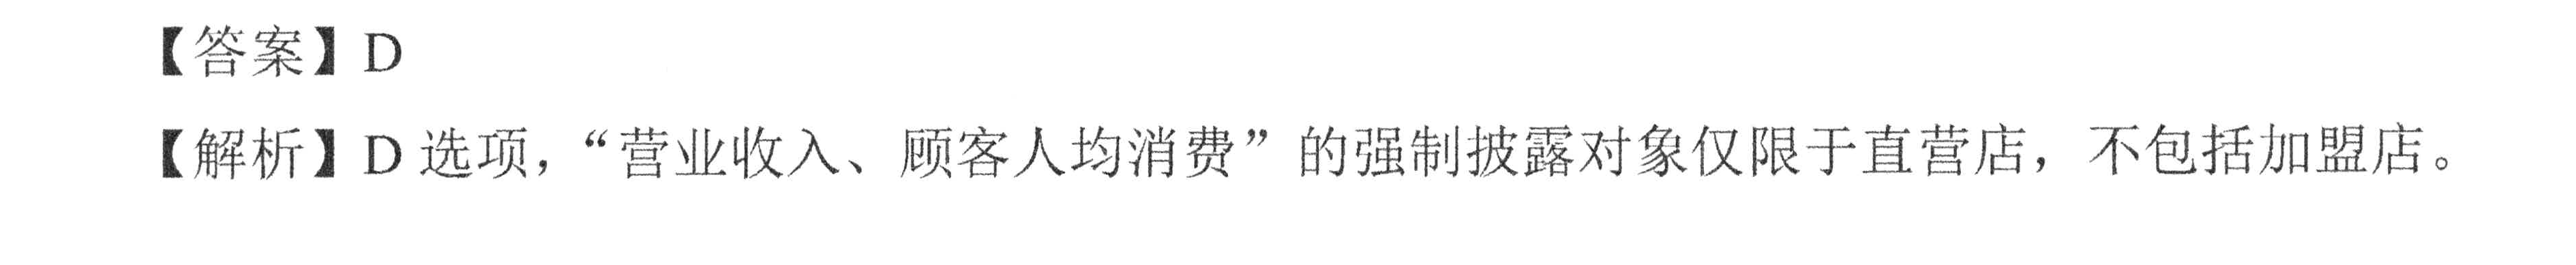 【答案】D
【解析】D 选项，“营业收入、顾客人均消费”的强制披露对象仅限于直营店，不包括加盟店。